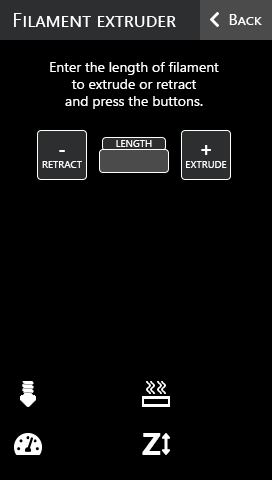 Filament extruder
Back
Enter the length of filament
to extrude or retract
and press the buttons.
-
RETRACT
LENGTH
+
EXTRUDE
Z